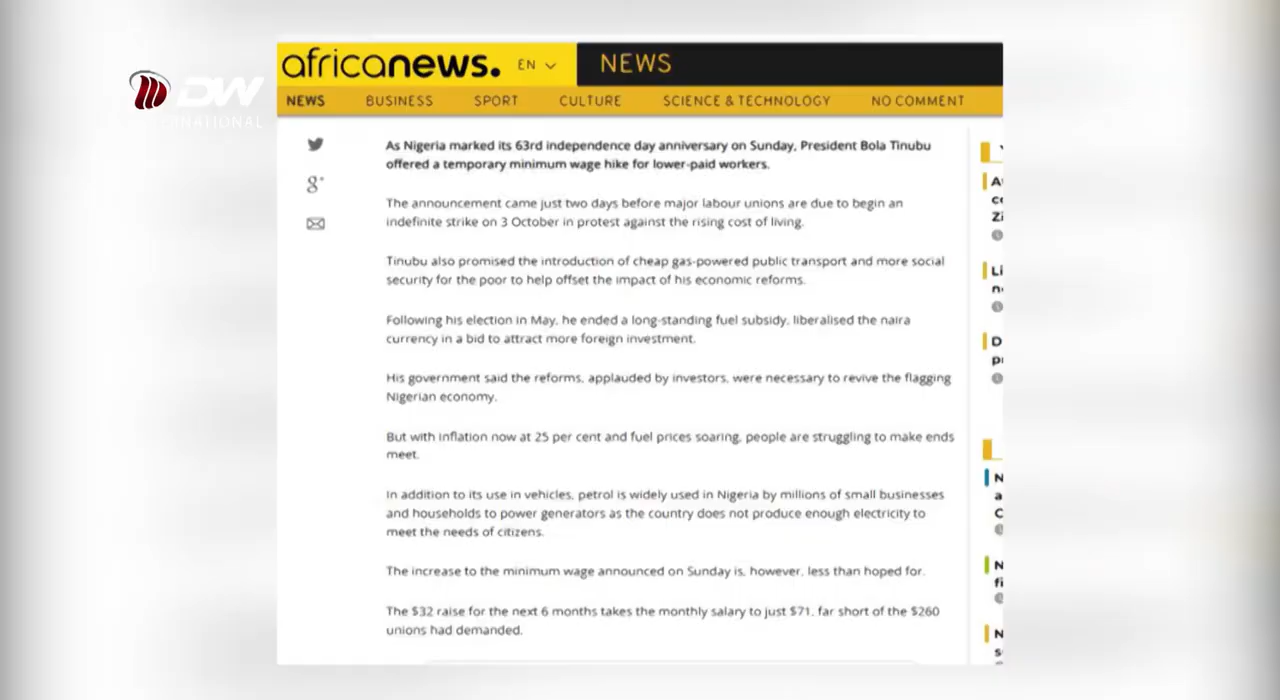 africanews. EN NEWS
DW
NEWS BUSINESS SPORT CULTURE SCIENCE & TECHNOLOGY NO COMMENT
As Nigeria marked its 63rd independence day anniversary on Sunday, President Bola Tinubu
offered a temporary minimum wage hike for lower-paid workers.
The announcement came just two days before major labour unions are due to begin an
indefinite strike on 3 October in protest against the rising cost of living.
Tinubu also promised the introduction of cheap gas-powered public transport and more social
security for the poor to help offset the impact of his economic reforms.
Following his election in May, he ended a long-standing fuel subsidy, liberalised the naira
currency in a bid to attract more foreign investment.
His government said the reforms, applauded by investors, were necessary to revive the flagging
Nigerian economy.
But with inflation now at 25 per cent and fuel prices soaring, people are struggling to make ends
meet.
In addition to its use in vehicles, petrol is widely used in Nigeria by millions of small businesses
and households to power generators as the country does not produce enough electricity to
meet the needs of citizens.
The increase to the minimum wage announced on Sunday is, however, less than hoped for.
The $32 raise for the next 6 months takes the monthly salary to just $71, far short of the $260
unions had demanded.